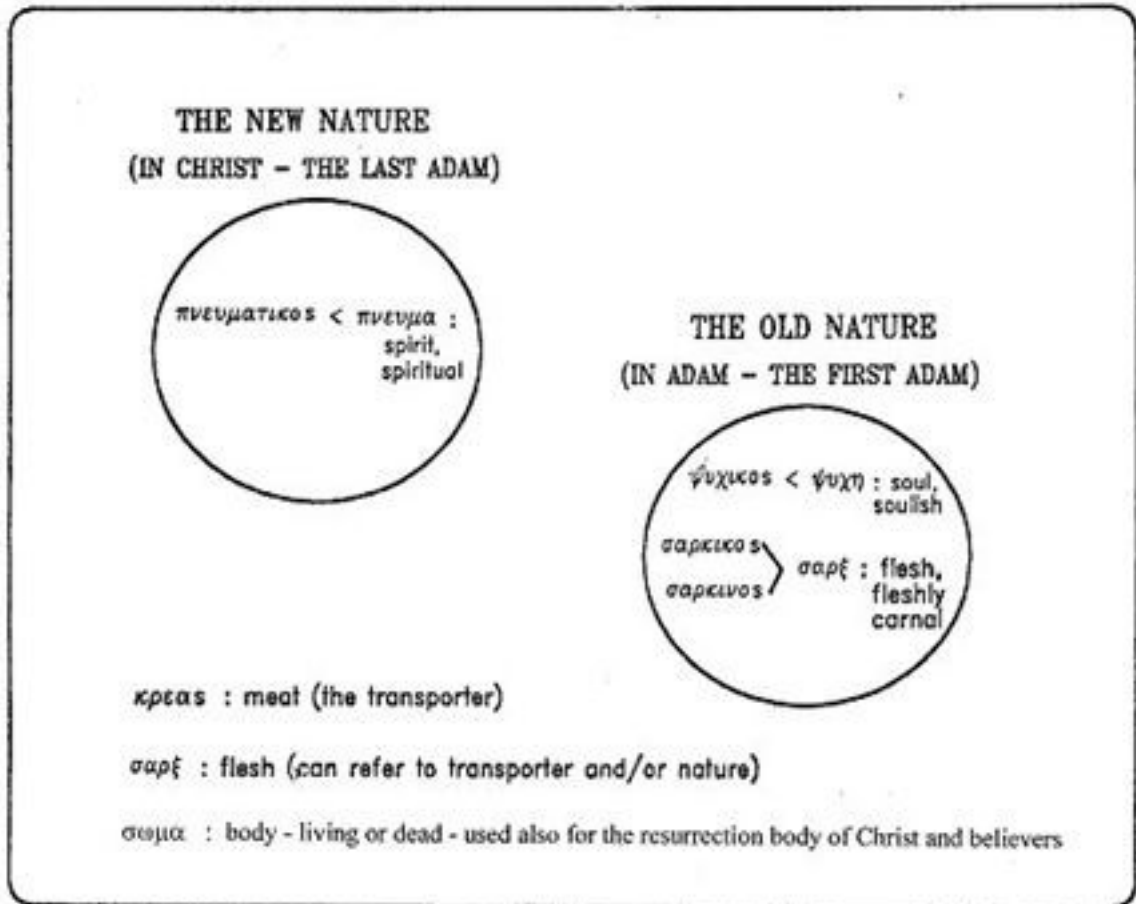 THE NEW NATURE
(IN CHRIST – THE LAST ADAM)
πνευματικος < πνευμα :
spirit,
spiritual
THE OLD NATURE
(IN ADAM – THE FIRST ADAM)
ψυχικος < ψυχη : soul,
soulish
σαρκικος
σαρκινος
σαρξ : flesh,
fleshly
carnal
κρεας : meat (the transporter)
σαρξ : flesh (can refer to transporter and/or nature)
σωμα : body - living or dead - used also for the resurrection body of Christ and believers